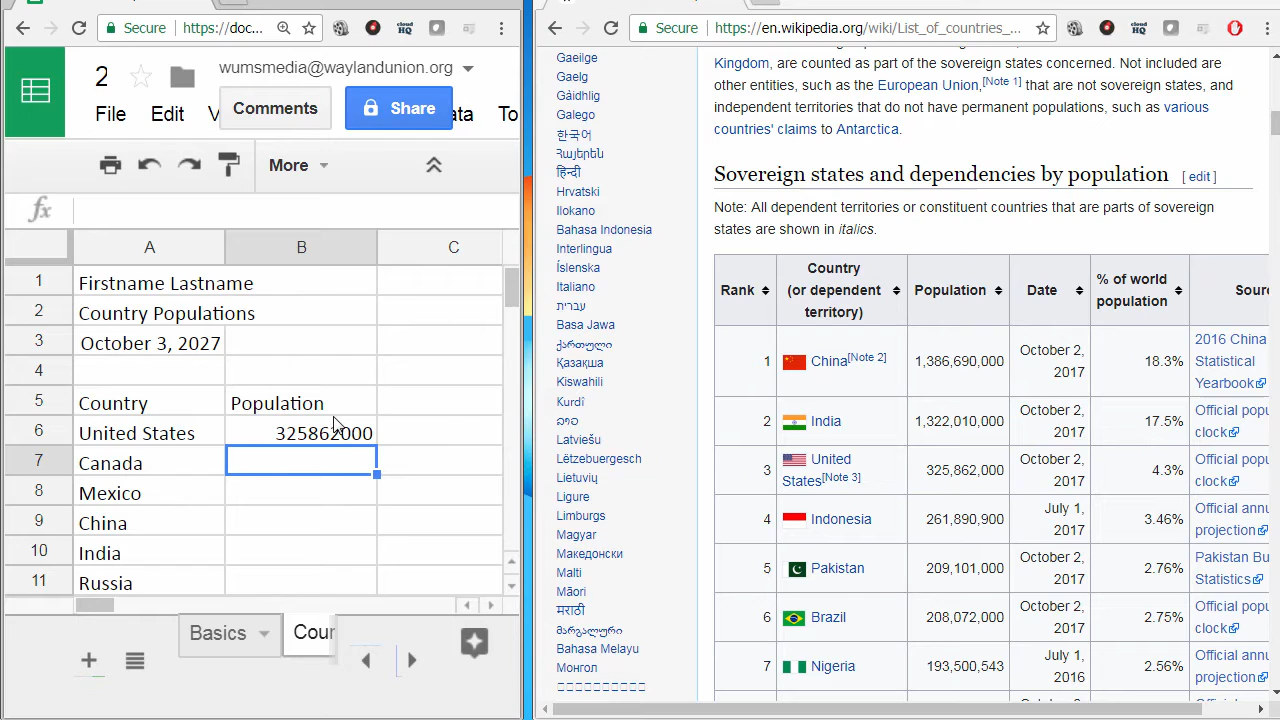 Secure
https://doc...
2
wumsmedia@waylandunion.org
File
Edit
V
Comments
Share
ata
To
More
fx
A
B
C
1
Firstname Lastname
2
Country Populations
3
October 3, 2027
4
5
Country
Population
6
United States
325862000
7
Canada
8
Mexico
9
China
10
India
11
Russia
Basics
Cour
Secure
https://en.wikipedia.org/wiki/List_of_countries_...
Gaeilge
Gaelg
Gàidhlig
Galego
한국어
Հայերեն
हिन्दी
Hrvatski
Ilokano
Bahasa Indonesia
Interlingua
Íslenska
Italiano
עברית
Basa Jawa
ქართული
Қазақша
Kiswahili
Kurdî
ລາວ
Latviešu
Lëtzebuergesch
Lietuvių
Ligure
Limburgs
Magyar
Македонски
Malti
Māori
मराठी
მარგალური
Bahasa Melayu
Монгол
Kingdom, are counted as part of the sovereign states concerned. Not included are
other entities, such as the European Union,[Note 1] that are not sovereign states, and
independent territories that do not have permanent populations, such as various
countries' claims to Antarctica.
Sovereign states and dependencies by population [ edit ]
Note: All dependent territories or constituent countries that are parts of sovereign
states are shown in italics.
Rank
Country
(or dependent
territory)
Population
Date
% of world
population
Sourc
1
China[Note 2]
1,386,690,000
October 2,
2017
18.3%
2016 China
Statistical
Yearbook
2
India
1,322,010,000
October 2,
2017
17.5%
Official popu
clock
3
United
States[Note 3]
325,862,000
October 2,
2017
4.3%
Official popu
clock
4
Indonesia
261,890,900
July 1,
2017
3.46%
Official annu
projection
5
Pakistan
209,101,000
October 2,
2017
2.76%
Pakistan Bu
Statistics
6
Brazil
208,072,000
October 2,
2017
2.75%
Official popu
clock
7
Nigeria
193,500,543
July 1,
2016
2.56%
Official annu
projection